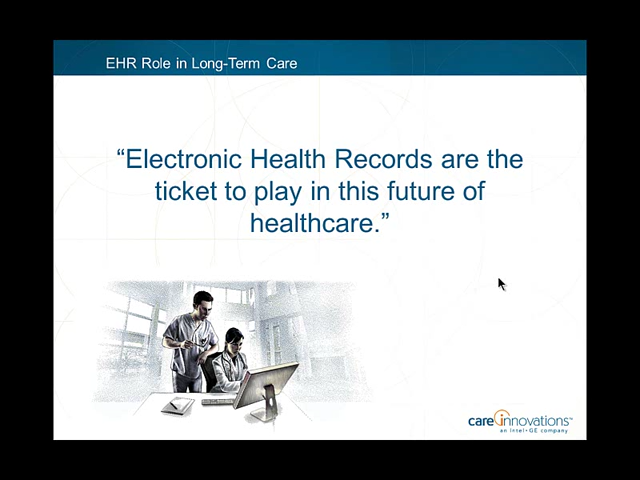 EHR Role in Long-Term Care
“Electronic Health Records are the
ticket to play in this future of
healthcare.”
care innovations™
an Intel • GE company